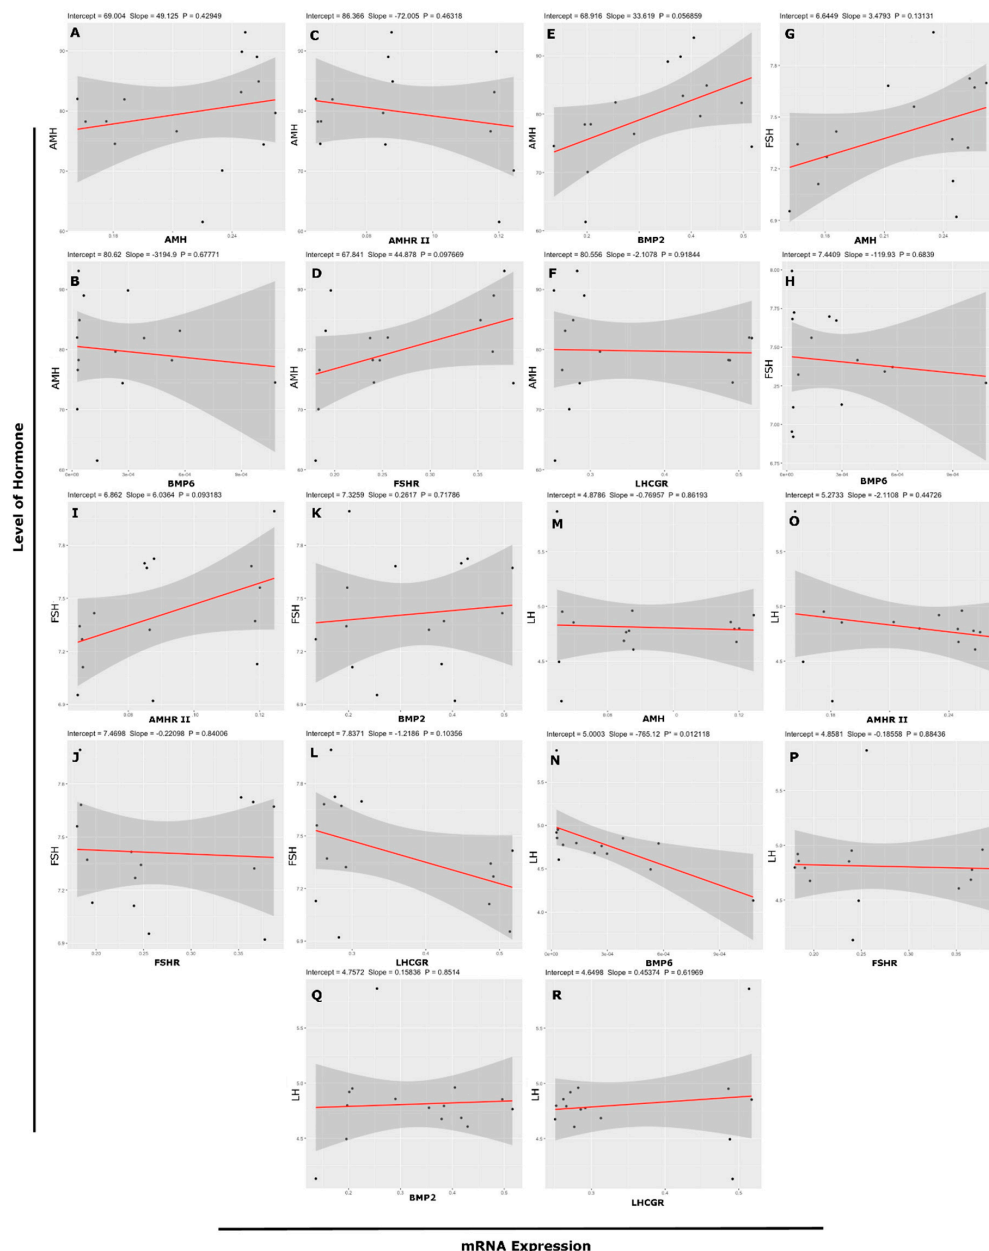 Intercept = 69.004 Slope = 49.125 P = 0.42949
A
AMH
AMH
Intercept = 86.366 Slope = -72.005 P = 0.46318
C
AMH
AMHR II
Intercept = 68.916 Slope = 33.619 P = 0.056859
E
AMH
BMP2
Intercept = 6.6449 Slope = 3.4793 P = 0.13131
G
FSH
AMH
Intercept = 80.62 Slope = -3194.9 P = 0.67771
B
AMH
BMP6
Intercept = 67.841 Slope = 44.878 P = 0.097669
D
AMH
FSHR
Intercept = 80.556 Slope = -2.1078 P = 0.91844
F
AMH
LHCGR
Intercept = 7.4409 Slope = -119.93 P = 0.6839
H
FSH
BMP6
Intercept = 6.862 Slope = 6.0364 P = 0.093183
I
FSH
AMHR II
Intercept = 7.3259 Slope = 0.2617 P = 0.71786
K
FSH
BMP2
Intercept = 4.8786 Slope = -0.76957 P = 0.86193
M
LH
AMH
Intercept = 5.2733 Slope = -2.1108 P = 0.44726
O
LH
AMHR II
Intercept = 7.4698 Slope = -0.22098 P = 0.84006
J
FSH
FSHR
Intercept = 7.8371 Slope = -1.2186 P = 0.10356
L
FSH
LHCGR
Intercept = 5.0003 Slope = -765.12 P* = 0.012118
N
LH
BMP6
Intercept = 4.8581 Slope = -0.18558 P = 0.88436
P
LH
FSHR
Intercept = 4.7572 Slope = 0.15836 P = 0.8514
Q
LH
BMP2
Intercept = 4.6498 Slope = 0.45374 P = 0.61969
R
LH
LHCGR
Level of Hormone
mRNA Expression